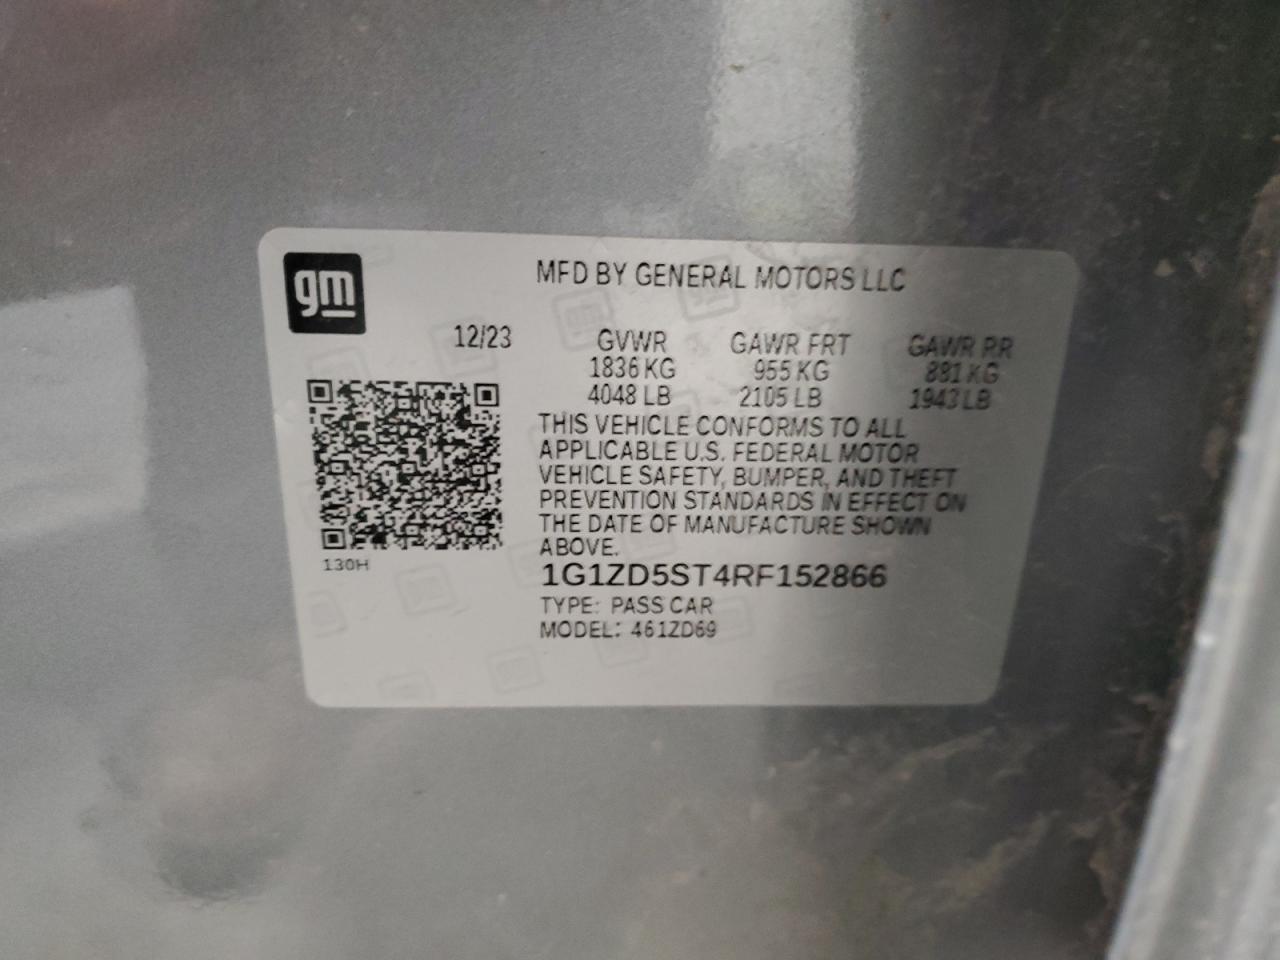 gm
MFD BY GENERAL MOTORS LLC
12/23 GVWR GAWR FRT GAWR RR
1836 KG 955 KG 881 KG
4048 LB 2105 LB 1943 LB
THIS VEHICLE CONFORMS TO ALL
APPLICABLE U.S. FEDERAL MOTOR
VEHICLE SAFETY, BUMPER, AND THEFT
PREVENTION STANDARDS IN EFFECT ON
THE DATE OF MANUFACTURE SHOWN
ABOVE.
130H
1G1ZD5ST4RF152866
TYPE: PASS CAR
MODEL: 461ZD69